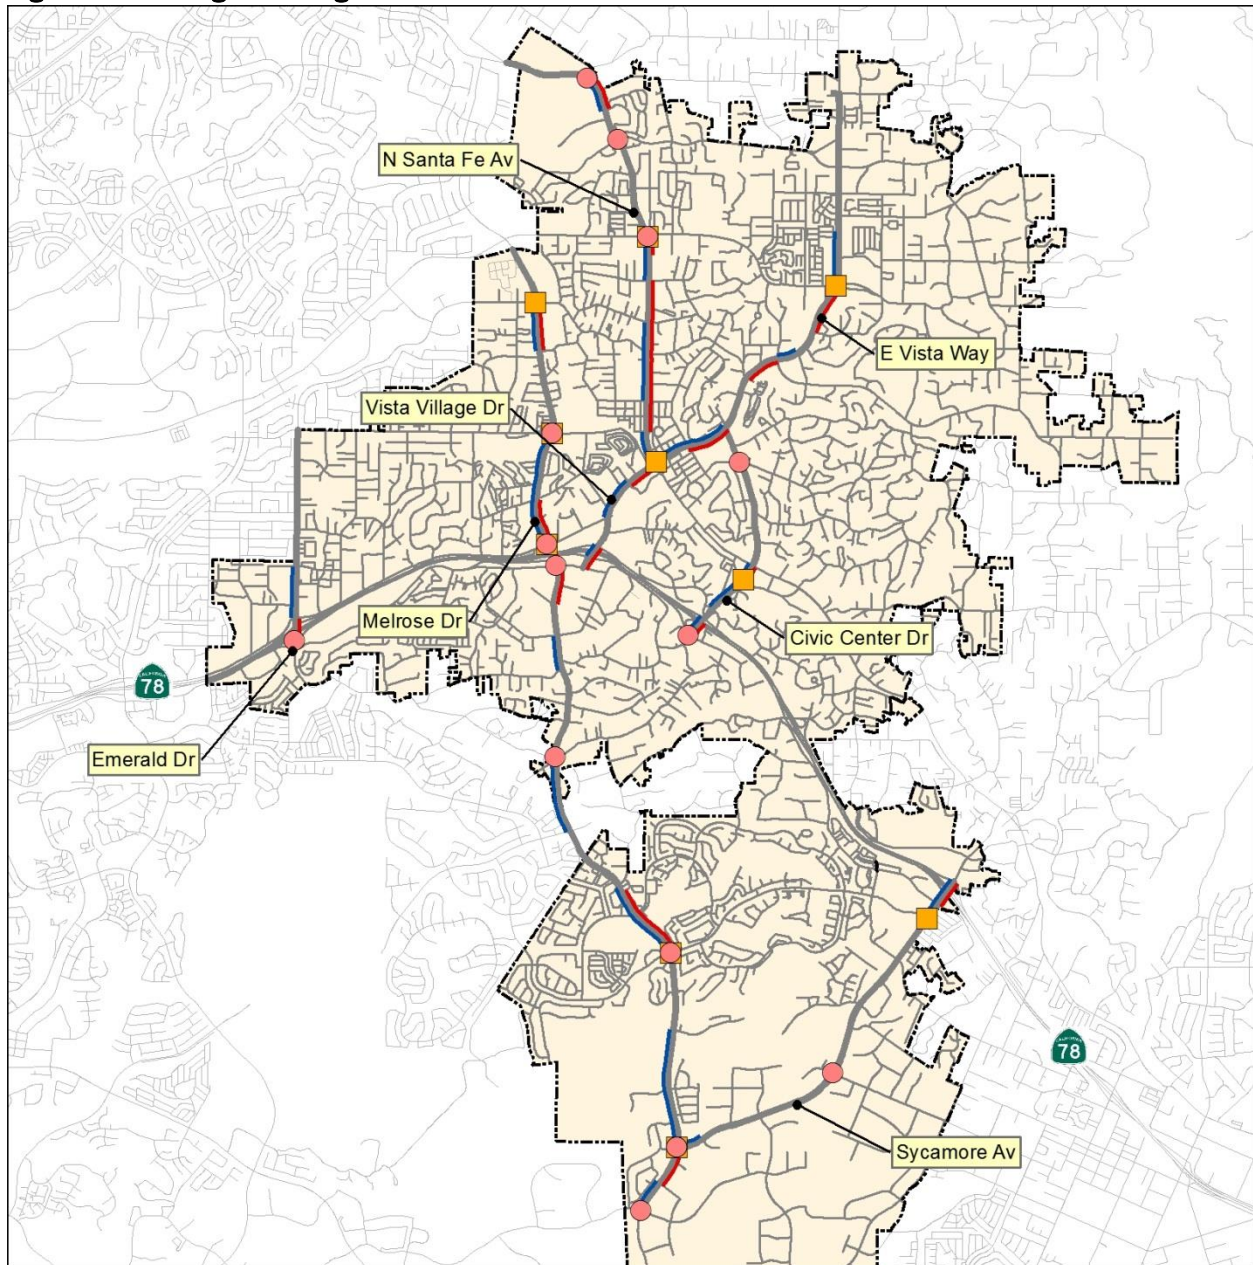 N Santa Fe Av
E Vista Way
Vista Village Dr
Melrose Dr
Civic Center Dr
78
Emerald Dr
78
Sycamore Av